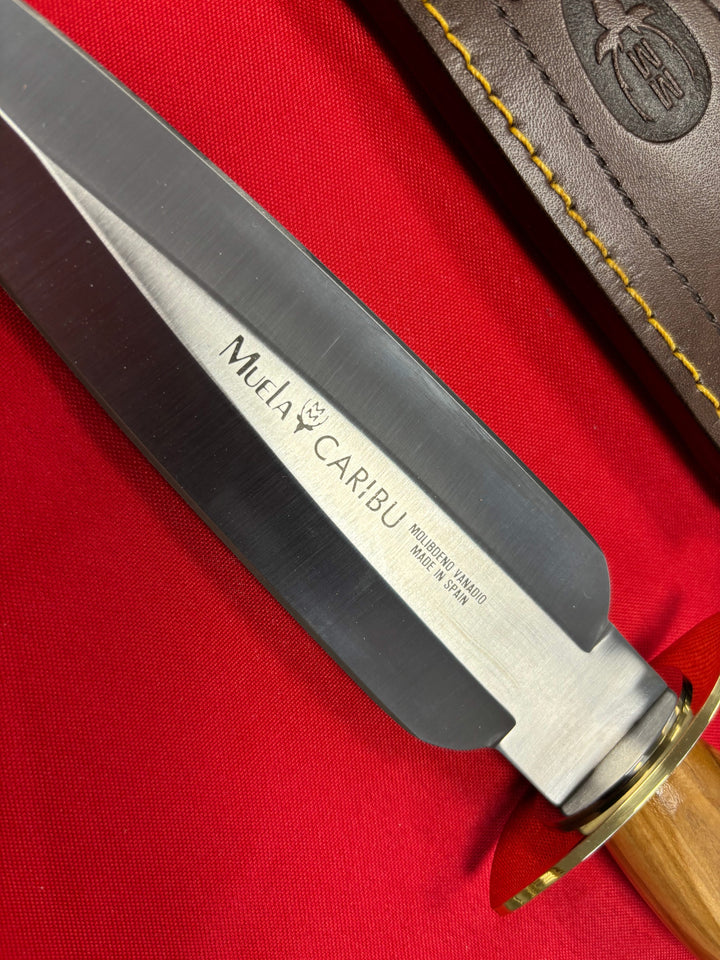 Muela CARIBU
MOLIBDENO VANADIO
MADE IN SPAIN